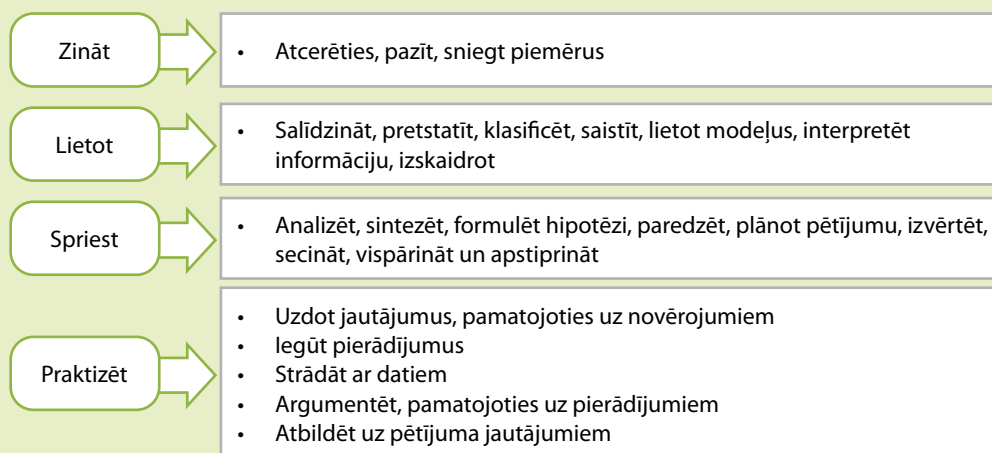 Zināt
• Atcerēties, pazīt, sniegt piemērus
Lietot
• Salīdzināt, pretstatīt, klasificēt, saistīt, lietot modeļus, interpretēt
informāciju, izskaidrot
Spriest
• Analizēt, sintezēt, formulēt hipotēzi, paredzēt, plānot pētījumu, izvērtēt,
secināt, vispārināt un apstiprināt
Praktizēt
• Uzdot jautājumus, pamatojoties uz novērojumiem
• Iegūt pierādījumus
• Strādāt ar datiem
• Argumentēt, pamatojoties uz pierādījumiem
• Atbildēt uz pētījuma jautājumiem